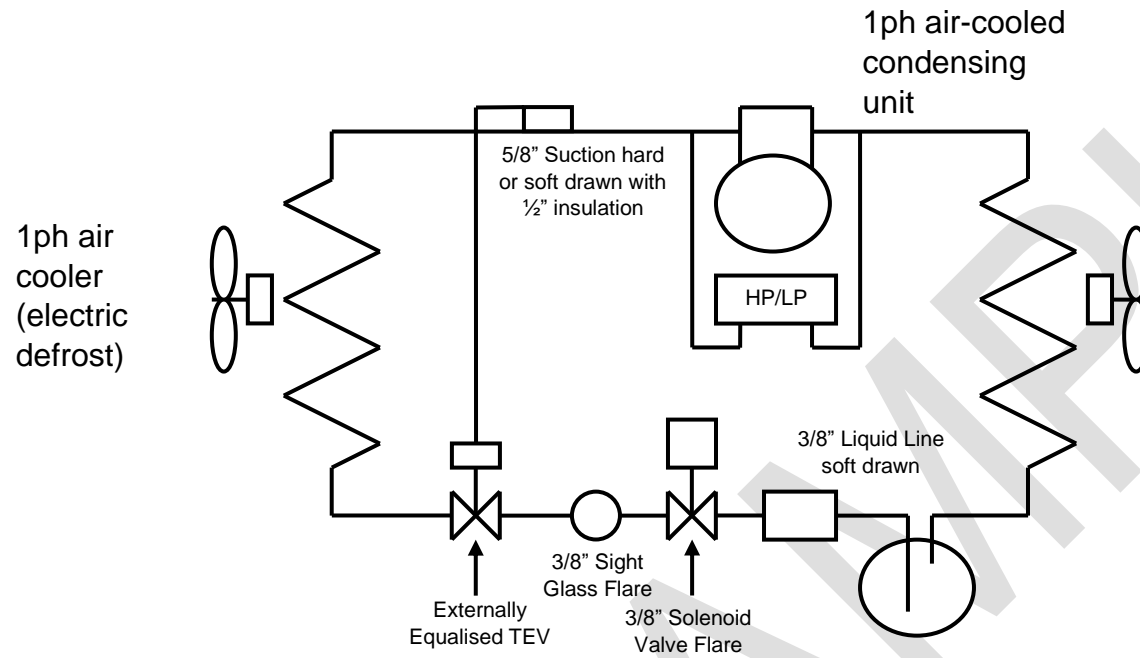 1ph air-cooled
condensing
unit
5/8” Suction hard
or soft drawn with
½” insulation
1ph air
cooler
(electric
defrost)
HP/LP
3/8” Liquid Line
soft drawn
3/8” Sight
Glass Flare
Externally
Equalised TEV
3/8” Solenoid
Valve Flare